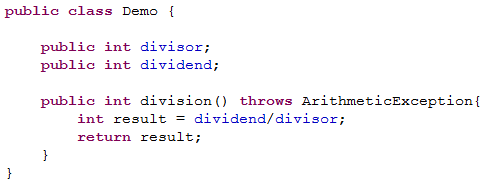 public class Demo {
public int divisor;
public int dividend;
public int division() throws ArithmeticException{
int result = dividend/divisor;
return result;
}
}